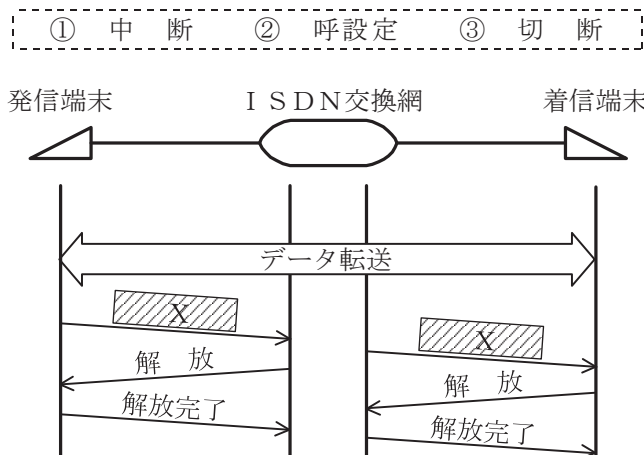 ① 中 断 ② 呼設定 ③ 切 断
発信端末 ISDN交換網 着信端末
データ転送
X
X
解 放
解 放
解放完了
解放完了